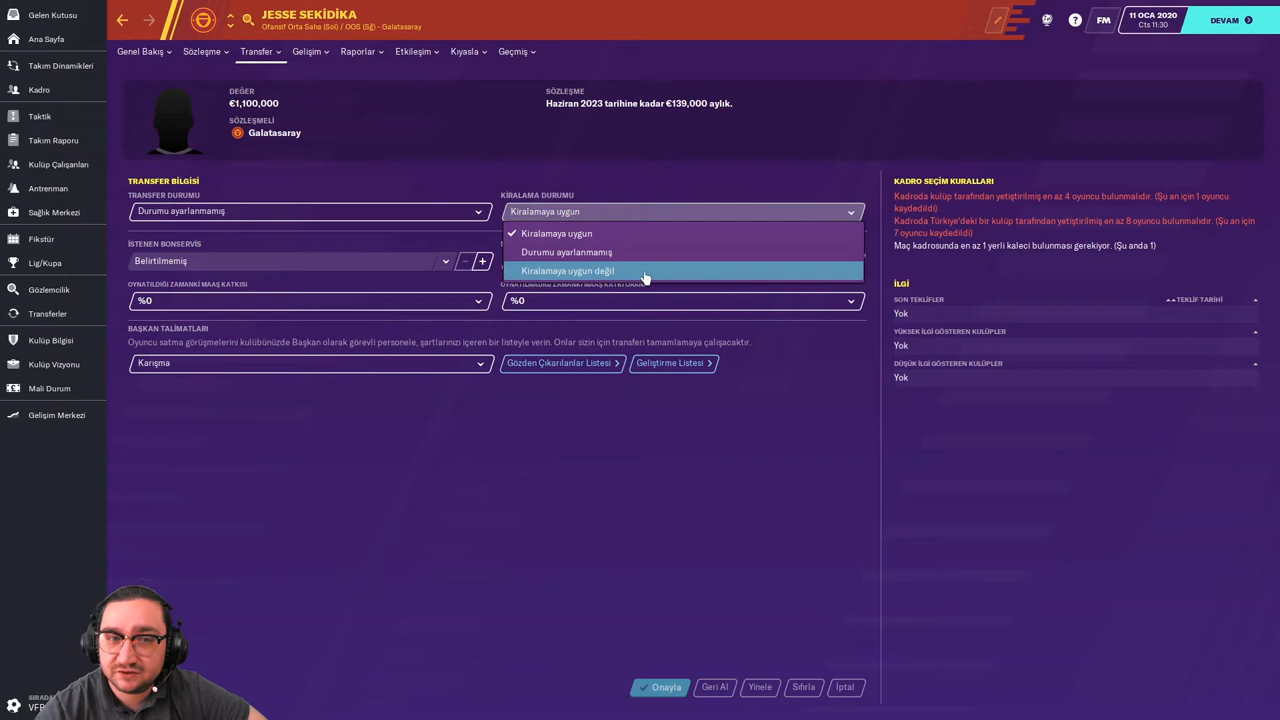 Gelen Kutusu
Ana Sayfa
Takım Dinamikleri
Kadro
Taktik
Takım Raporu
Kulüp Çalışanları
Antrenman
Sağlık Merkezi
Fikstür
Lig/Kupa
Gözlemcilik
Transferler
Kulüp Bilgisi
Kulüp Vizyonu
Mali Durum
Gelişim Merkezi
JESSE SEKİDİKA
Ofansif Orta Saha (Sol) / OOS (Sğ) - Galatasaray
FM
11 OCA 2020
Cts 11:30
DEVAM
Genel Bakış
Sözleşme
Transfer
Gelişim
Raporlar
Etkileşim
Kıyasla
Geçmiş
DEĞER
€1,100,000
SÖZLEŞMELİ
Galatasaray
SÖZLEŞME
Haziran 2023 tarihine kadar €139,000 aylık.
TRANSFER BİLGİSİ
TRANSFER DURUMU
Durumu ayarlanmamış
KİRALAMA DURUMU
Kiralamaya uygun
Kiralamaya uygun
Durumu ayarlanmamış
Kiralamaya uygun değil
İSTENEN BONSERVİS
Belirtilmemiş
OYNATILDIĞI ZAMANKİ MAAŞ KATKISI
%0
%0
BAŞKAN TALİMATLARI
Oyuncu satma görüşmelerini kulübünüzde Başkan olarak görevli personele, şartlarınızı içeren bir listeyle verin. Onlar sizin için transferi tamamlamaya çalışacaktır.
Karışma
Gözden Çıkarılanlar Listesi
Geliştirme Listesi
KADRO SEÇİM KURALLARI
Kadroda kulüp tarafından yetiştirilmiş en az 4 oyuncu bulunmalıdır. (Şu an için 1 oyuncu
kaydedildi)
Kadroda Türkiye'deki bir kulüp tarafından yetiştirilmiş en az 8 oyuncu bulunmalıdır. (Şu an için
7 oyuncu kaydedildi)
Maç kadrosunda en az 1 yerli kaleci bulunmansı gerekiyor. (Şu anda 1)
İLGİ
SON TEKLİFLER
TEKLİF TARİHİ
Yok
YÜKSEK İLGİ GÖSTEREN KULÜPLER
Yok
DÜŞÜK İLGİ GÖSTEREN KULÜPLER
Yok
Onayla
Geri Al
Yinele
Sıfırla
İptal